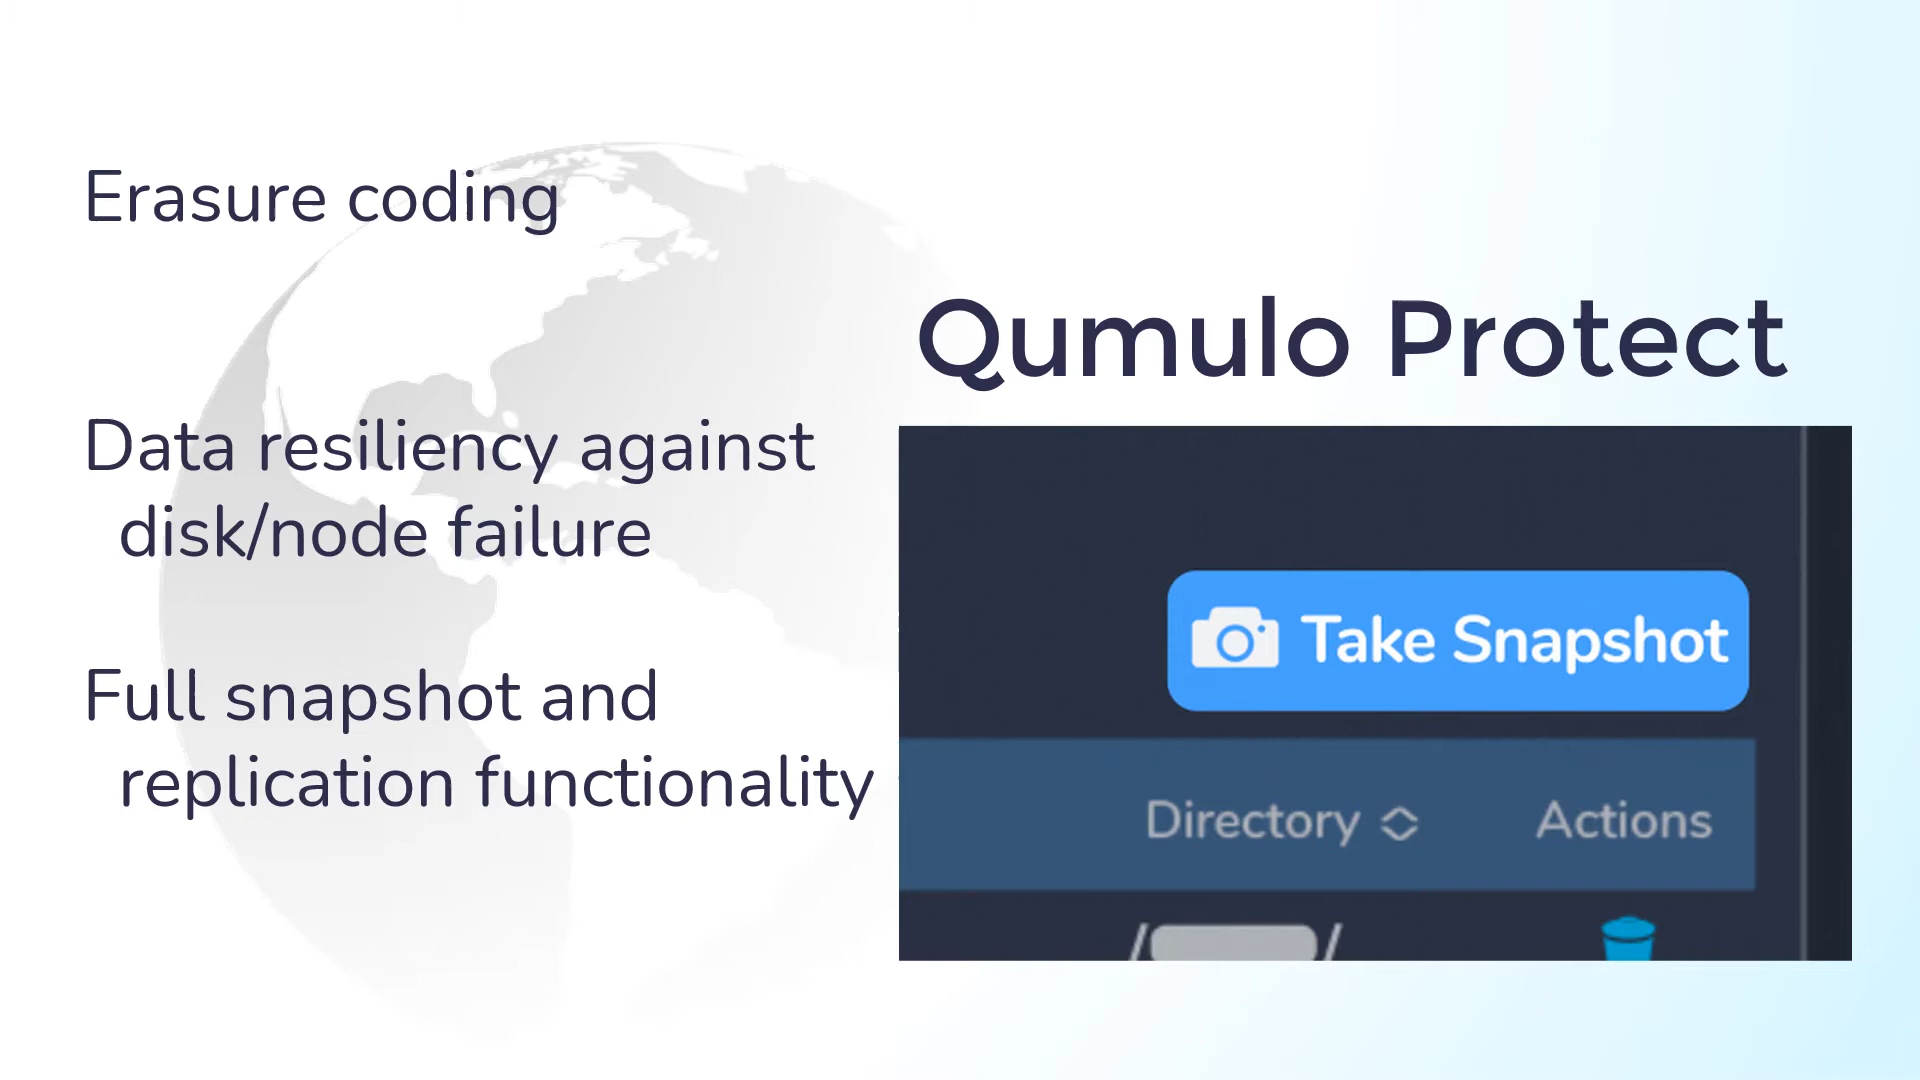 Erasure coding
Data resiliency against
disk/node failure
Full snapshot and
replication functionality
Qumulo Protect
Take Snapshot
Directory Actions
/ /